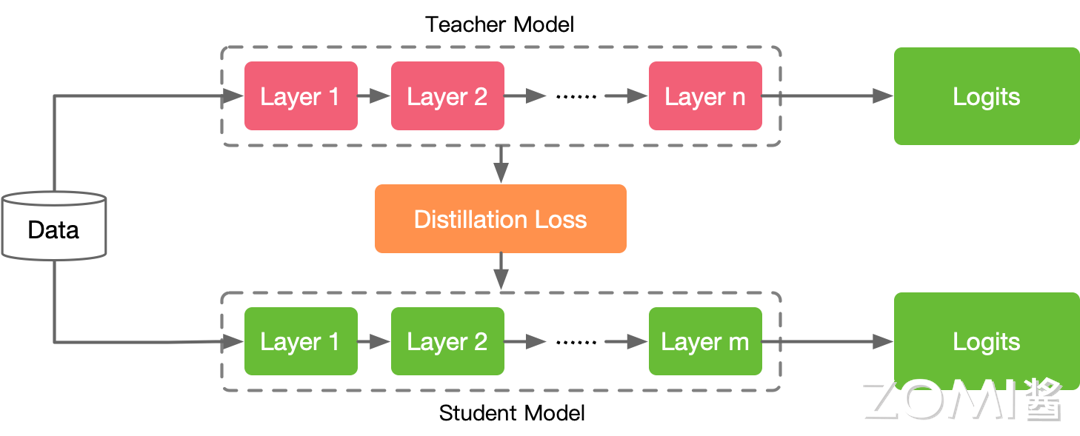 Teacher Model
Layer 1
Layer 2
......
Layer n
Logits
Data
Distillation Loss
Layer 1
Layer 2
......
Layer m
Logits
Student Model
ZOMI酱